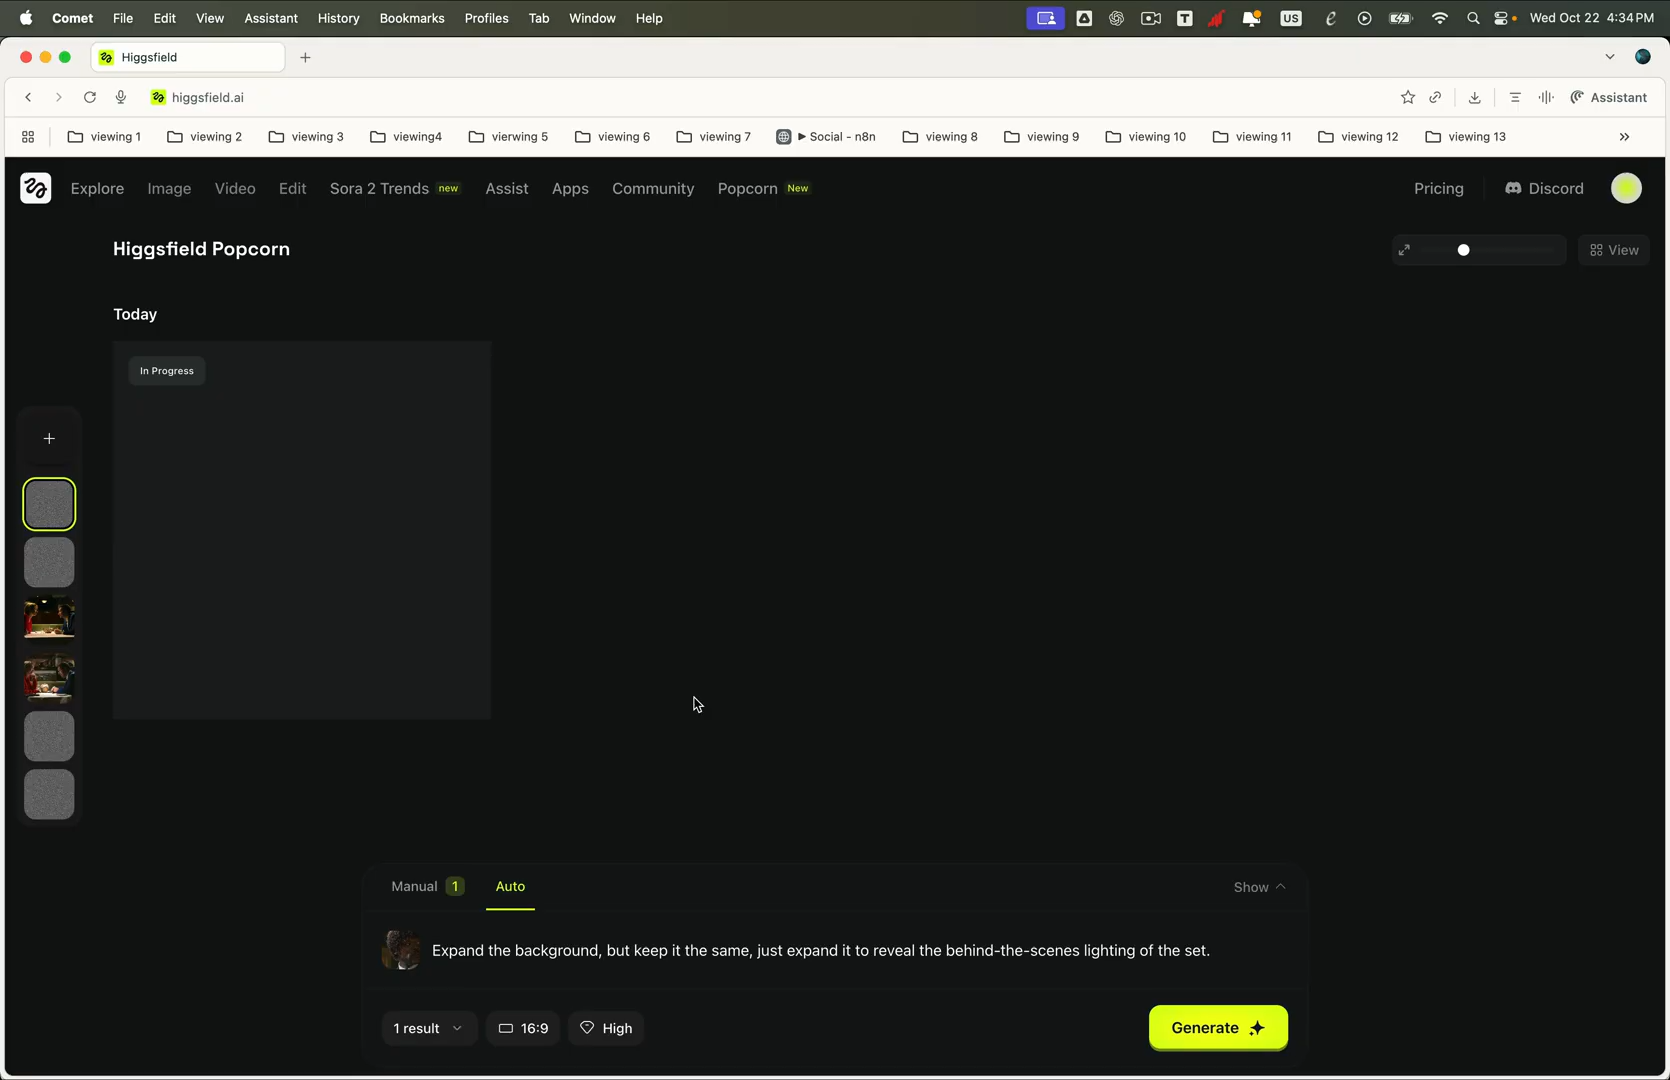 Comet File Edit View Assistant History Bookmarks Profiles Tab Window Help US Wed Oct 22 4:34 PM
Higgsfield
higgsfield.ai Assistant
viewing 1 viewing 2 viewing 3 viewing4 vierwing 5 viewing 6 viewing 7 ▶ Social - n8n viewing 8 viewing 9 viewing 10 viewing 11 viewing 12 viewing 13
Explore Image Video Edit Sora 2 Trends new Assist Apps Community Popcorn New Pricing Discord
Higgsfield Popcorn View
Today
In Progress
Manual 1 Auto Show
Expand the background, but keep it the same, just expand it to reveal the behind-the-scenes lighting of the set.
1 result 16:9 High Generate